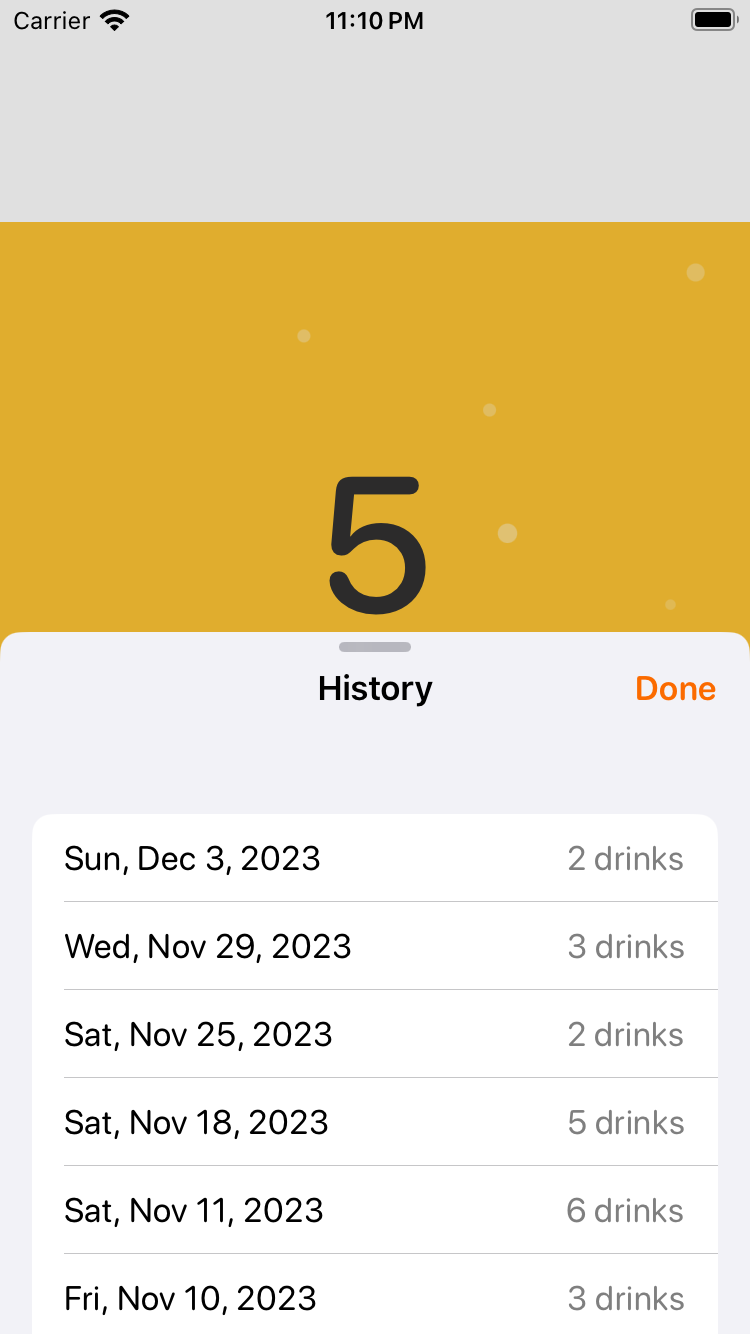 Carrier 11:10 PM
5
History Done
Sun, Dec 3, 2023 2 drinks
Wed, Nov 29, 2023 3 drinks
Sat, Nov 25, 2023 2 drinks
Sat, Nov 18, 2023 5 drinks
Sat, Nov 11, 2023 6 drinks
Fri, Nov 10, 2023 3 drinks